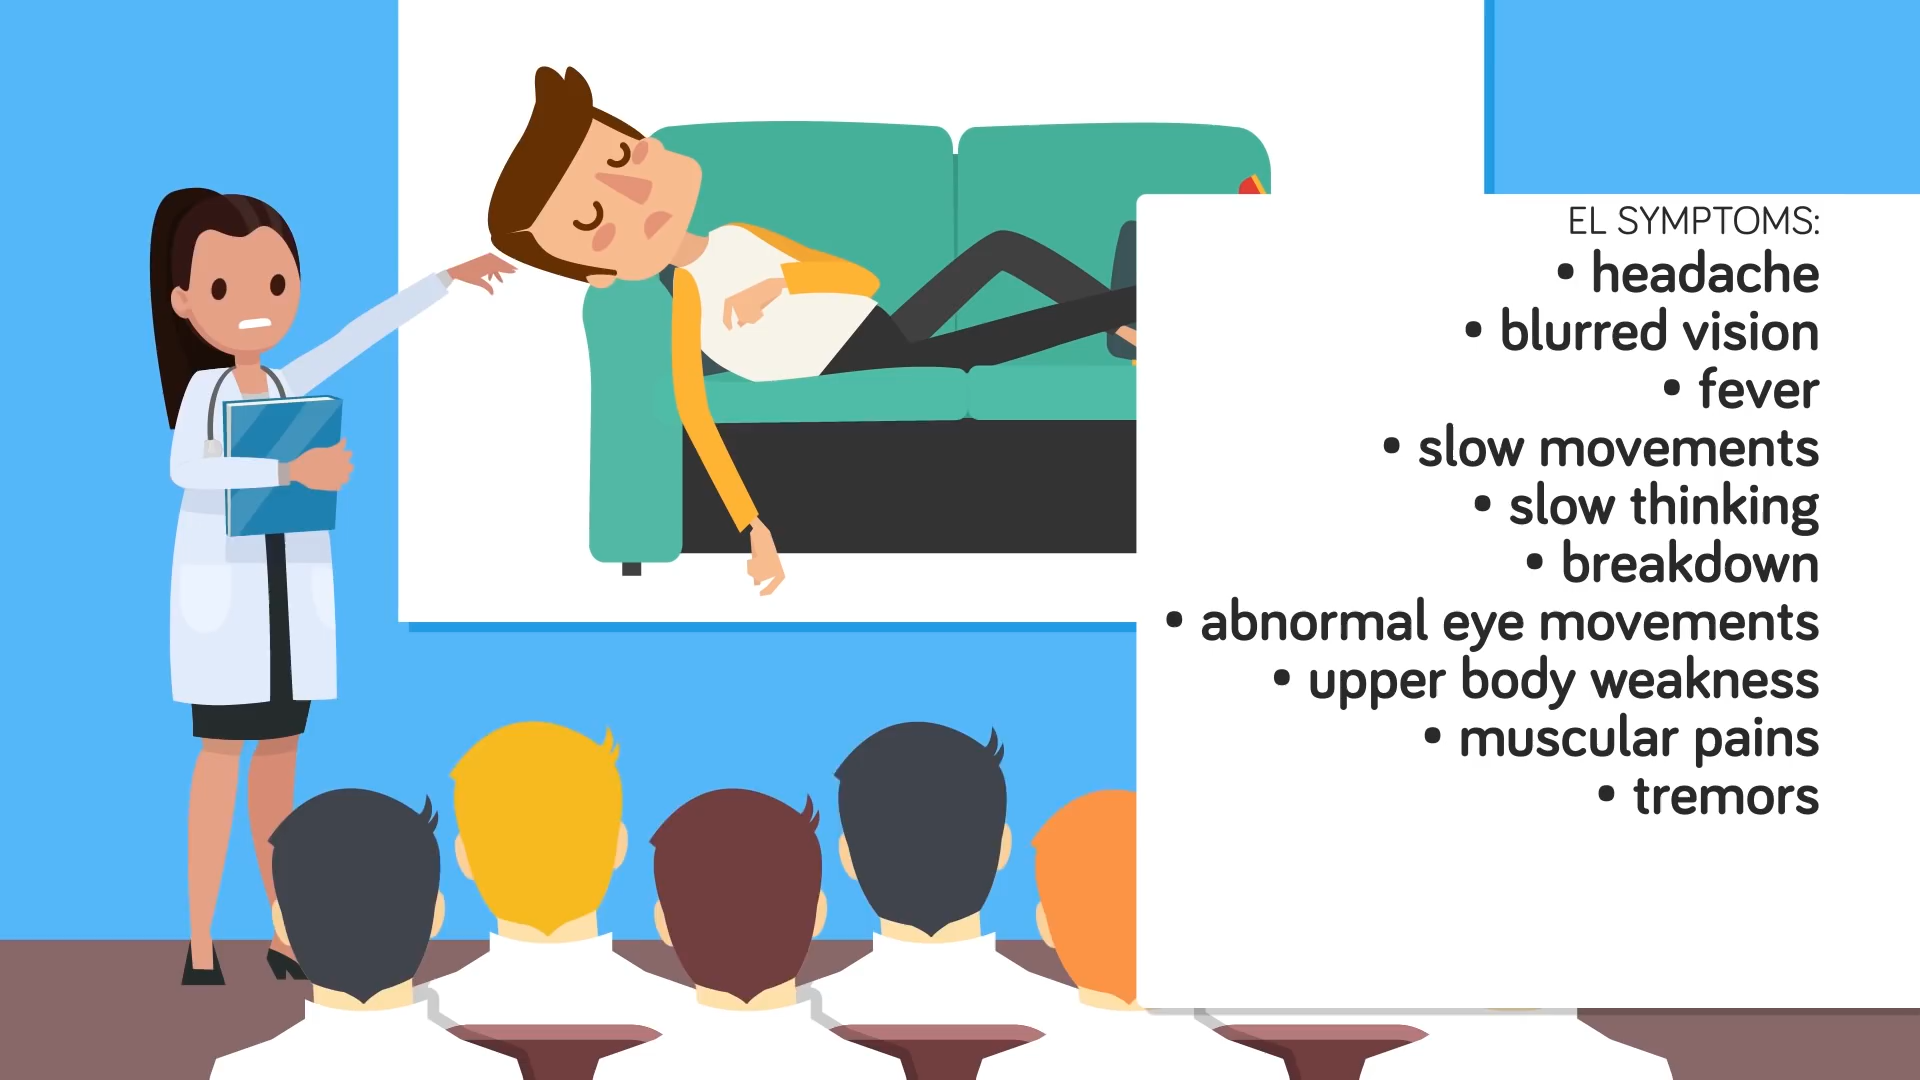 EL SYMPTOMS:
• headache
• blurred vision
• fever
• slow movements
• slow thinking
• breakdown
• abnormal eye movements
• upper body weakness
• muscular pains
• tremors